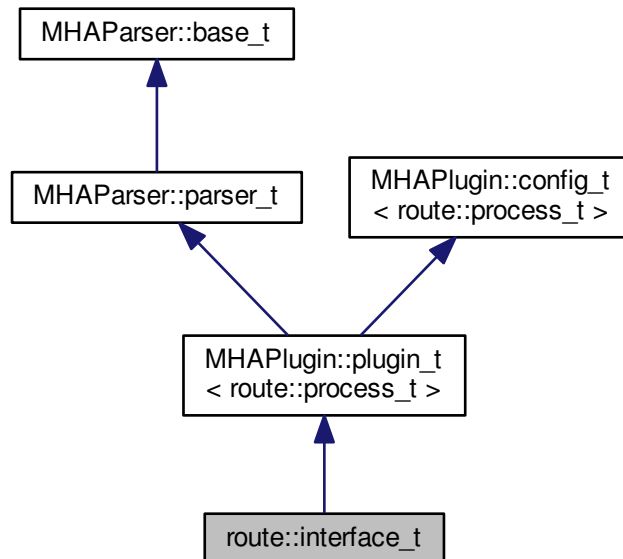 MHAParser::base_t
MHAParser::parser_t
MHAPlugin::config_t
< route::process_t >
MHAPlugin::plugin_t
< route::process_t >
route::interface_t